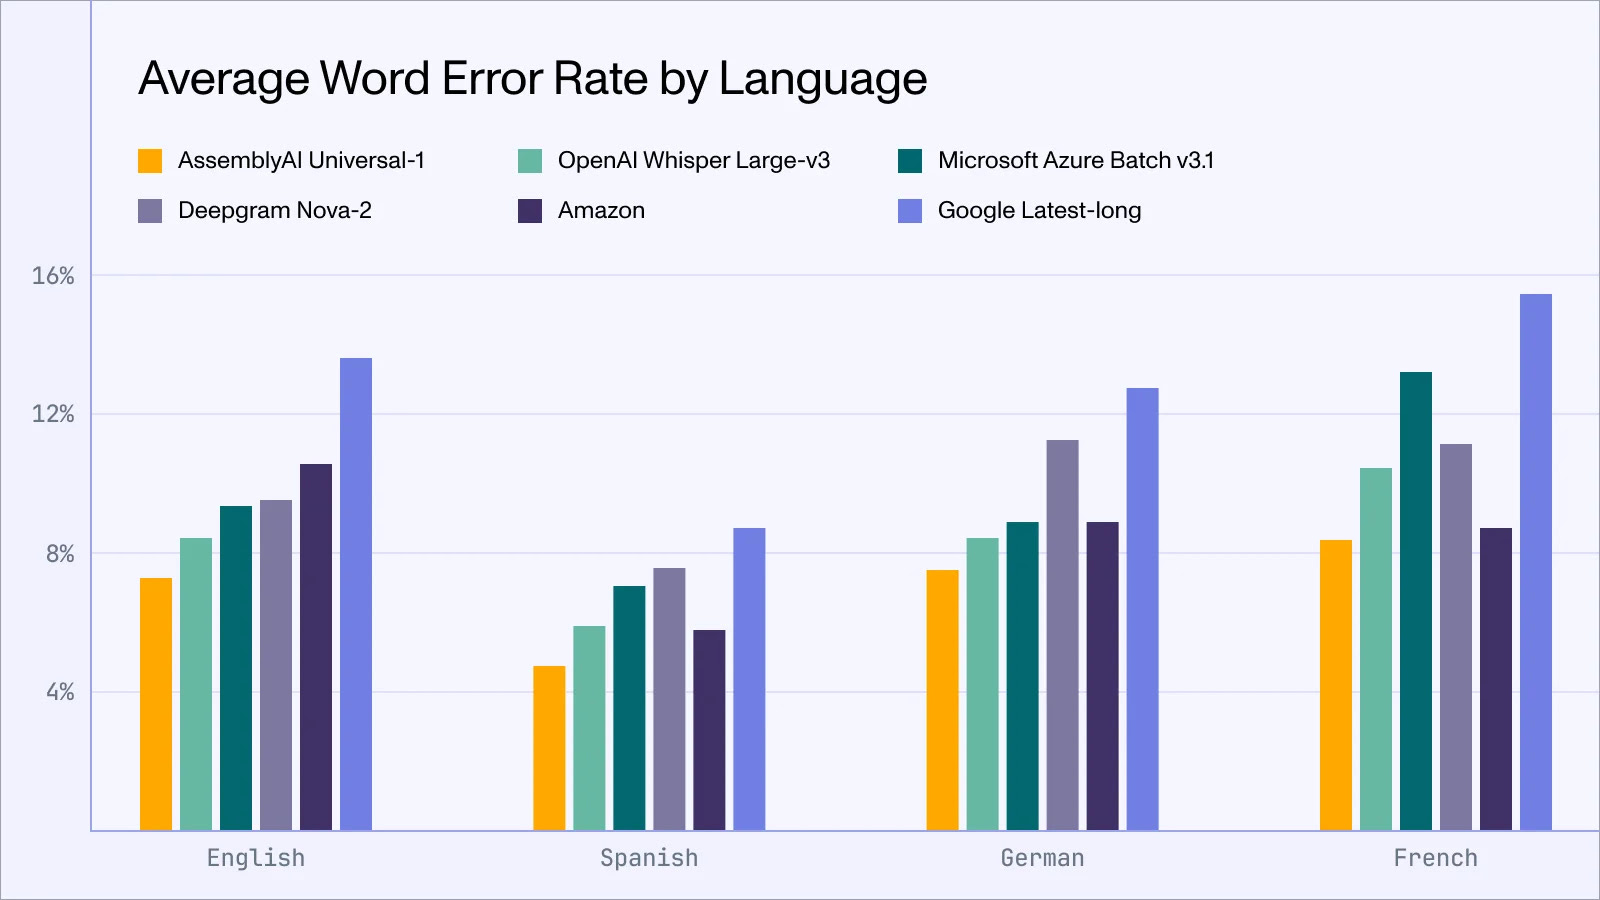 Average Word Error Rate by Language
AssemblyAI Universal-1
OpenAI Whisper Large-v3
Microsoft Azure Batch v3.1
Deepgram Nova-2
Amazon
Google Latest-long
16%
12%
8%
4%
English
Spanish
German
French